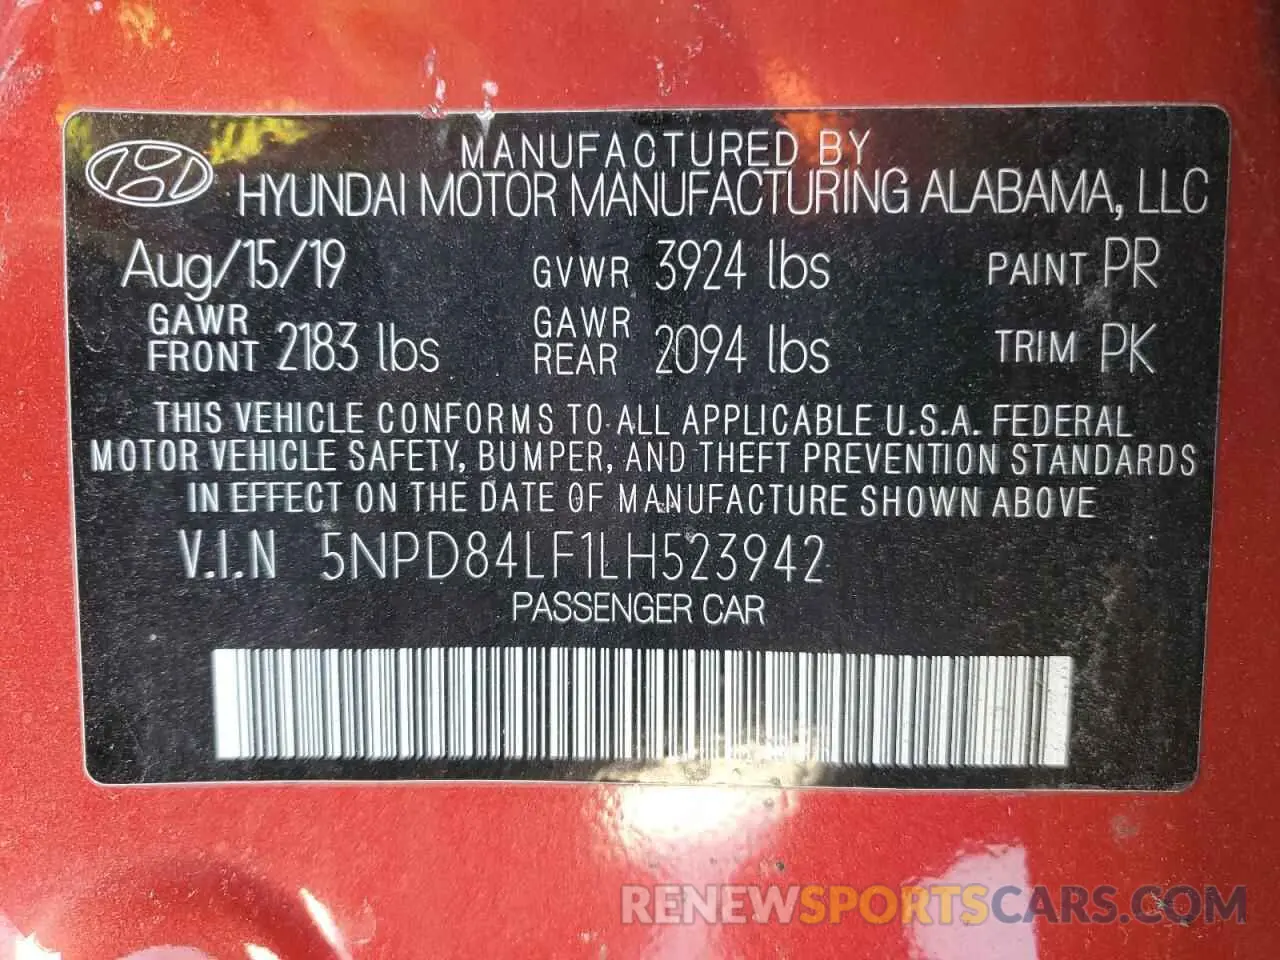 MANUFACTURED BY
HYUNDAI MOTOR MANUFACTURING ALABAMA, LLC
Aug/15/19 GVWR 3924 lbs PAINT PR
GAWR FRONT 2183 lbs GAWR REAR 2094 lbs TRIM PK
THIS VEHICLE CONFORMS TO ALL APPLICABLE U.S.A. FEDERAL
MOTOR VEHICLE SAFETY, BUMPER, AND THEFT PREVENTION STANDARDS
IN EFFECT ON THE DATE OF MANUFACTURE SHOWN ABOVE
V.I.N 5NPD84LF1LH523942
PASSENGER CAR
RENEWSPORTSCARS.COM